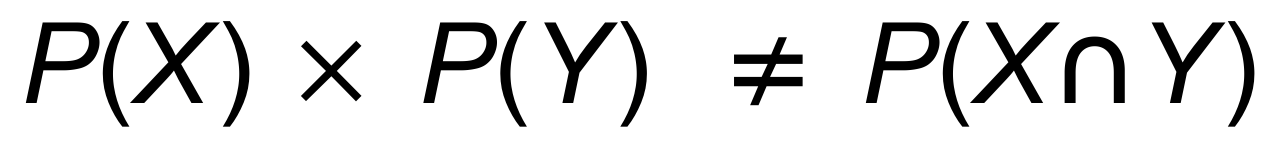 P(X) × P(Y) ≠ P(X∩Y)